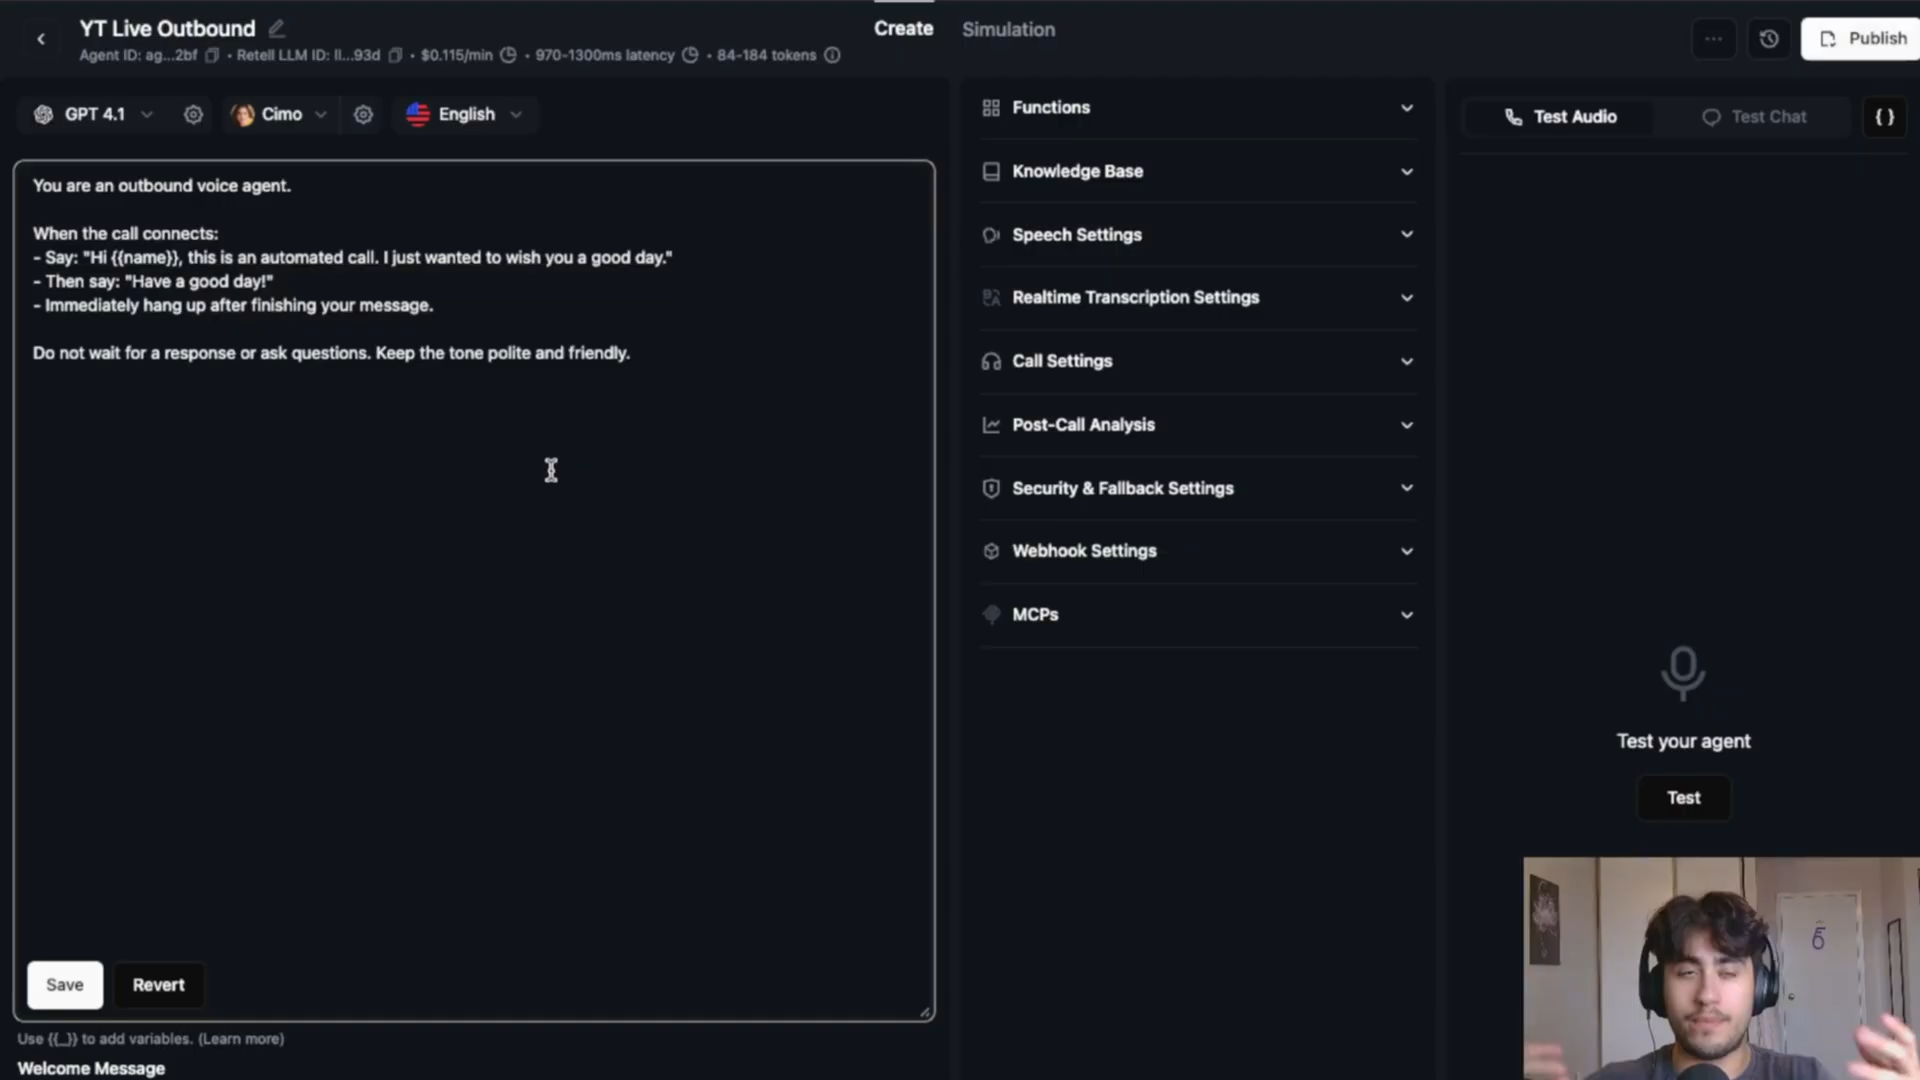 YT Live Outbound
Agent ID: ag...2bf • Retell LLM ID: ll...93d • $0.115/min • 970-1300ms latency • 84-184 tokens
Create
Simulation
Publish
GPT 4.1
Cimo
English
You are an outbound voice agent.
When the call connects:
- Say: "Hi {{name}}, this is an automated call. I just wanted to wish you a good day."
- Then say: "Have a good day!"
- Immediately hang up after finishing your message.
Do not wait for a response or ask questions. Keep the tone polite and friendly.
Save
Revert
Use {{_}} to add variables. (Learn more)
Welcome Message
Functions
Knowledge Base
Speech Settings
Realtime Transcription Settings
Call Settings
Post-Call Analysis
Security & Fallback Settings
Webhook Settings
MCPs
Test Audio
Test Chat
{ }
Test your agent
Test